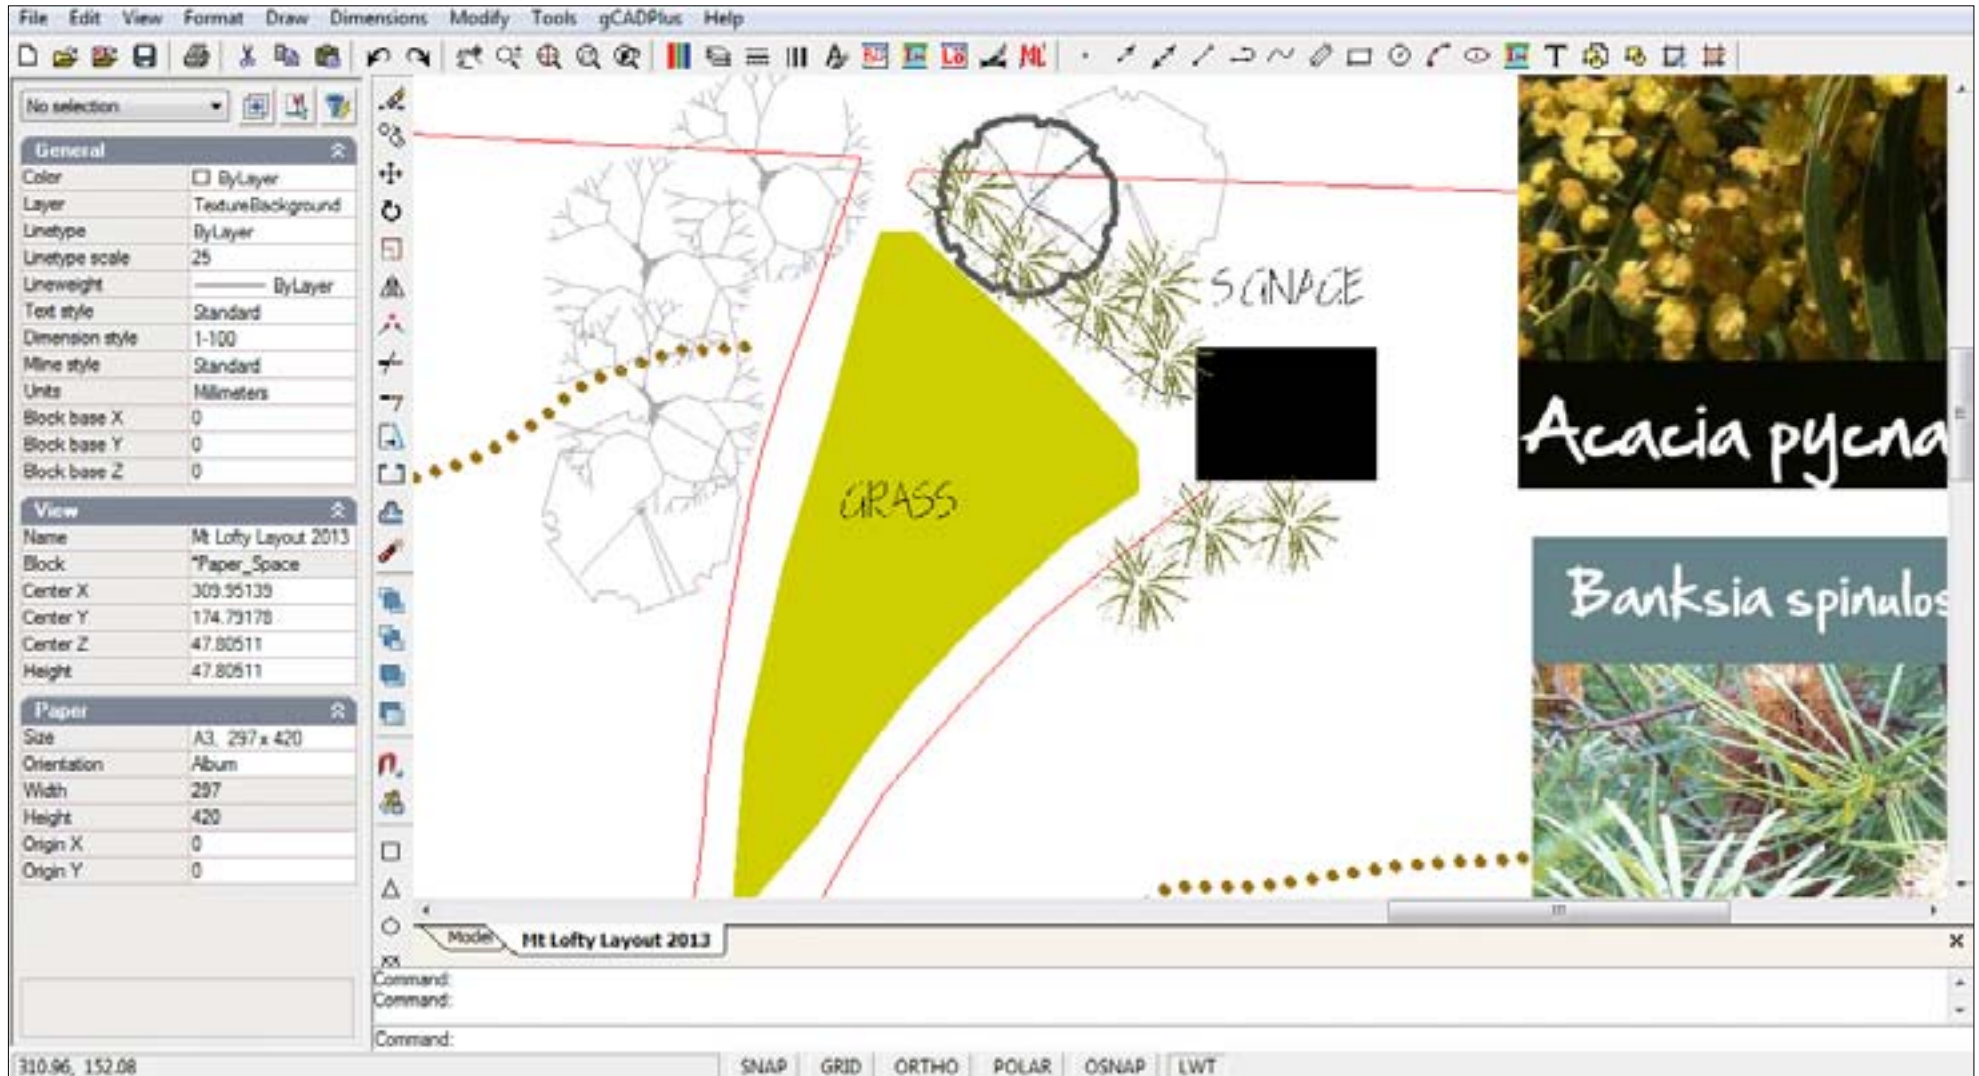 File Edit View Format Draw Dimensions Modify Tools gCADPlus Help
No selection
General
Color ByLayer
Layer TextureBackground
Linetype ByLayer
Linetype scale 25
Lineweight ByLayer
Text style Standard
Dimension style 1-100
Mline style Standard
Units Millimeters
Block base X 0
Block base Y 0
Block base Z 0
View
Name Mt Lofty Layout 2013
Block *Paper_Space
Center X 309.95139
Center Y 174.79178
Center Z 47.80511
Height 47.80511
Paper
Size A3, 297 x 420
Orientation Album
Width 297
Height 420
Origin X 0
Origin Y 0
SGNAGE
GRASS
Acacia pycna
Banksia spinulos
Model Mt Lofty Layout 2013
Command:
Command:
Command:
310.96, 152.08 SNAP GRID ORTHO POLAR OSNAP LWT